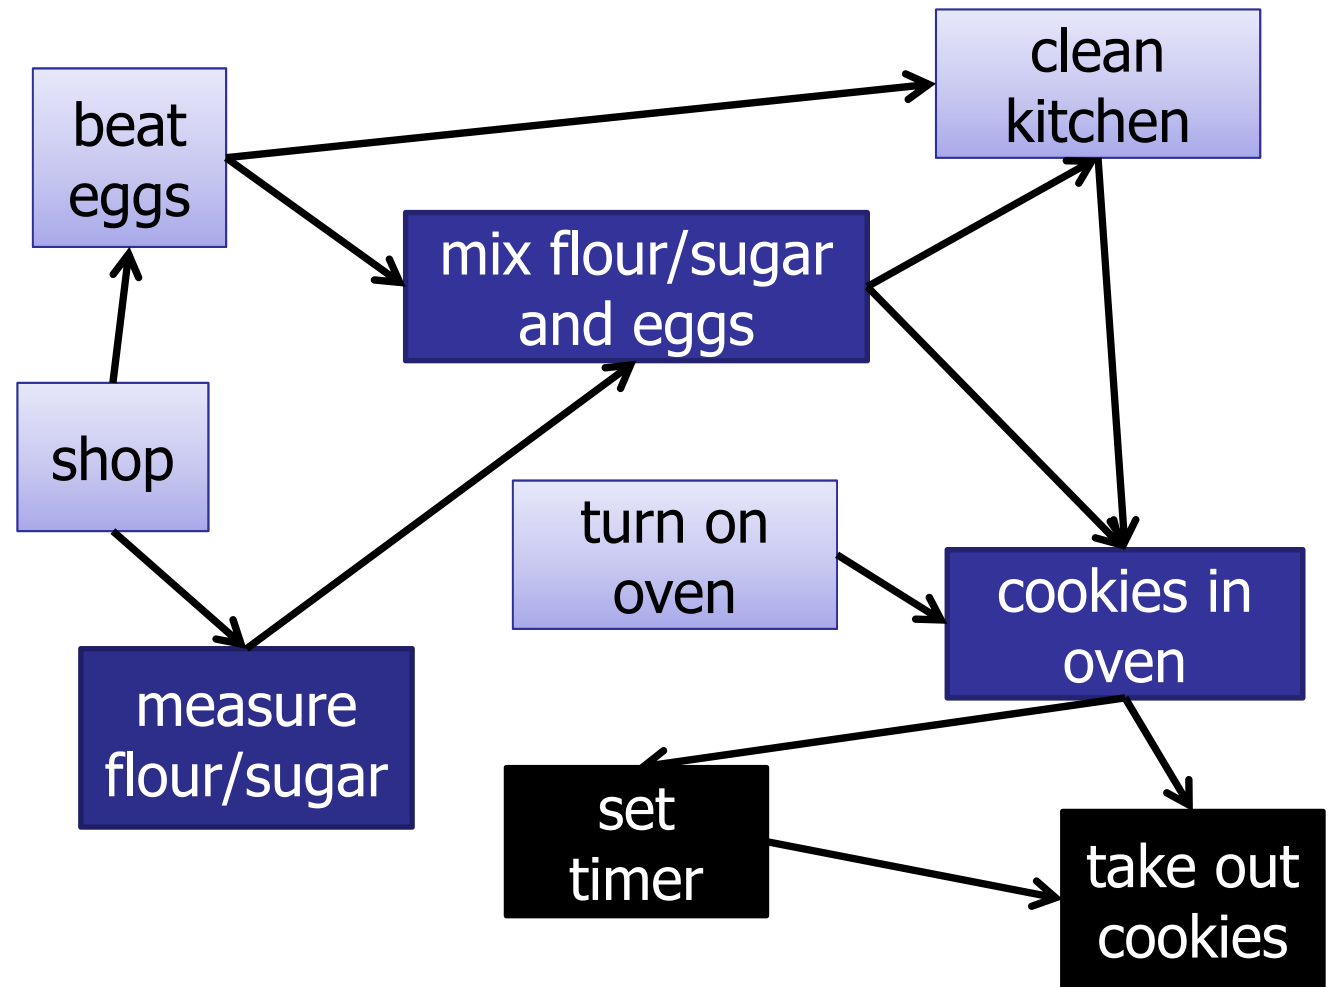 clean
kitchen
beat
eggs
mix flour/sugar
and eggs
shop
turn on
oven
cookies in
oven
measure
flour/sugar
set
timer
take out
cookies